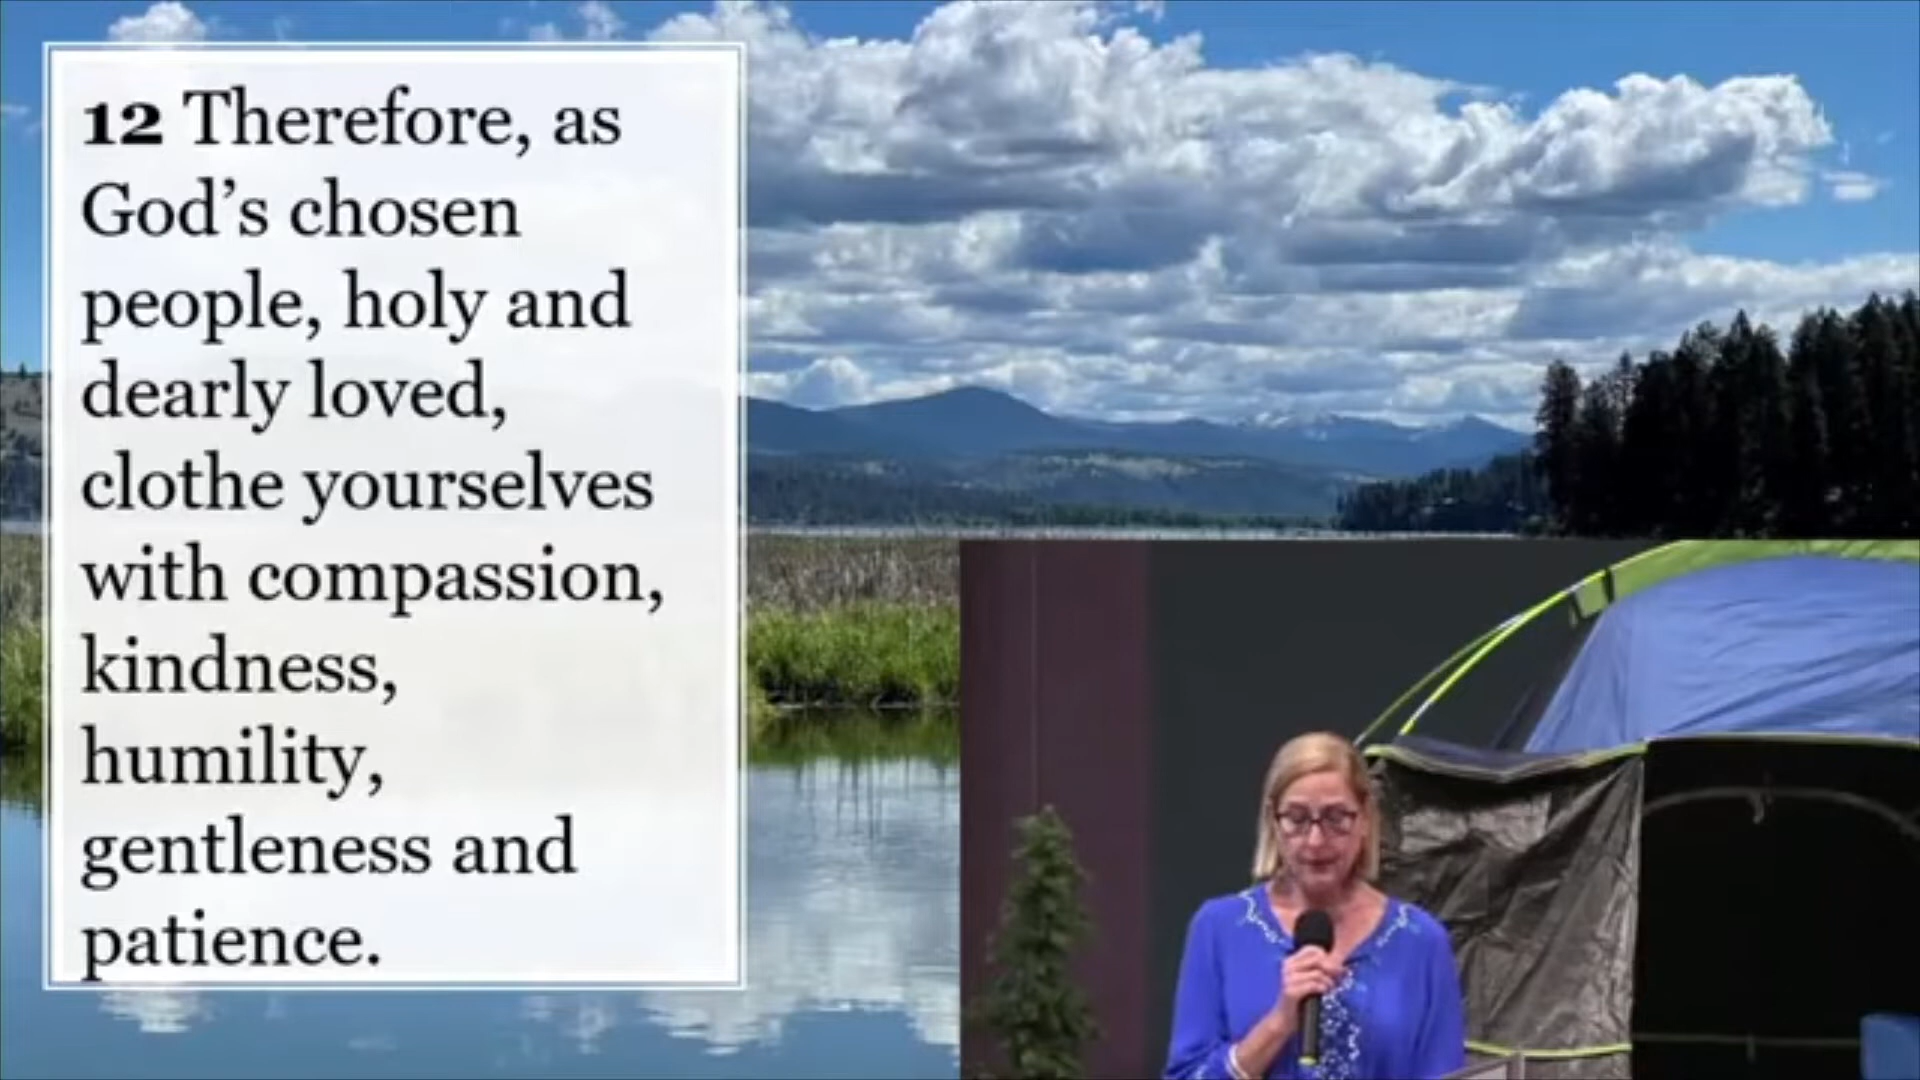 12 Therefore, as
God’s chosen
people, holy and
dearly loved,
clothe yourselves
with compassion,
kindness,
humility,
gentleness and
patience.